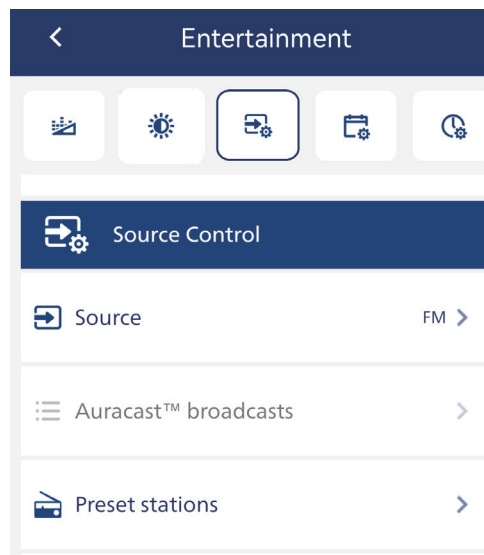 Entertainment
Source Control
Source FM
Auracast™ broadcasts
Preset stations